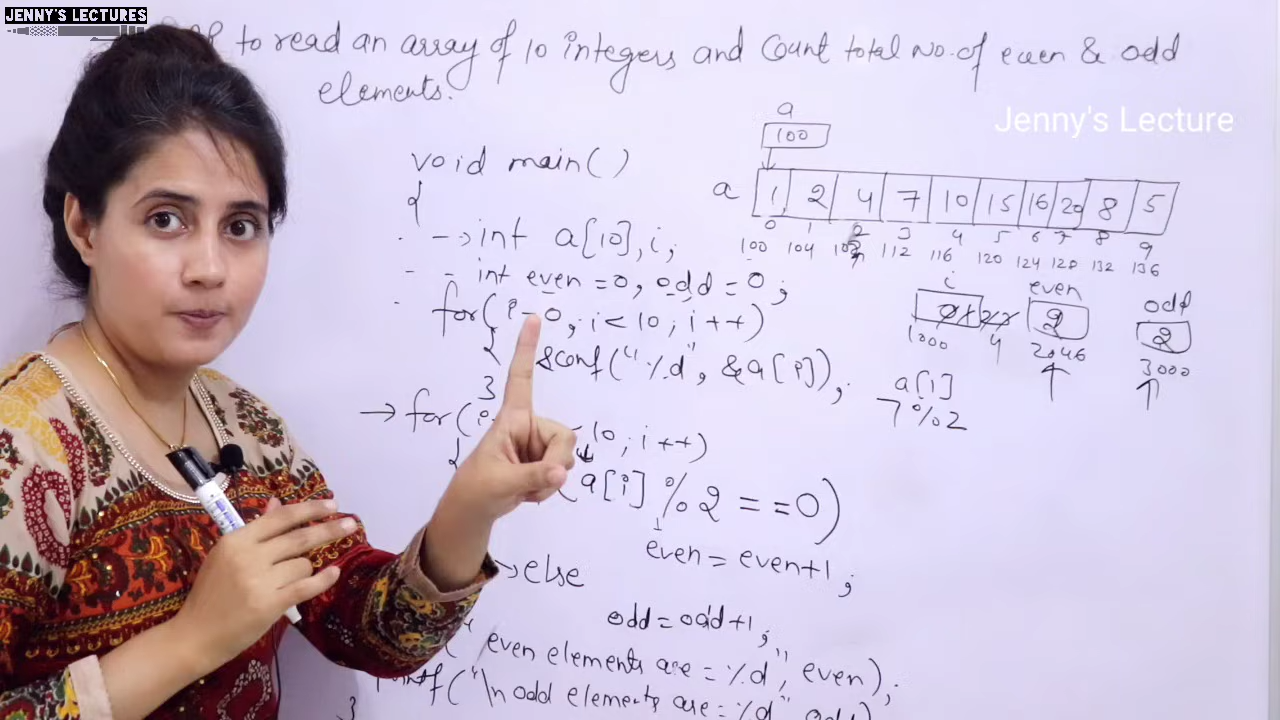 JENNY'S LECTURES
to read an array of 10 integers and Count total No. of even & odd
elements.
Jenny's Lecture
a
100
void main()
{
a 1 2 4 7 10 15 16 20 8 5
0 1 2 3 4 5 6 7 8 9
100 104 108 112 116 120 124 128 132 136
int a[10], i;
int even = 0, odd = 0;
i even odd
2 2
1000 4 2046 3000
for( i = 0; i < 10; i++)
{ scanf("%d", &a[i]);
}
a[i]
7 % 2
for( < 10; i++)
{
(a[i] % 2 == 0)
even = even+1;
else
odd = odd+1;
" even elements are = %d", even);
printf("\n odd elements are = %d" odd)
}